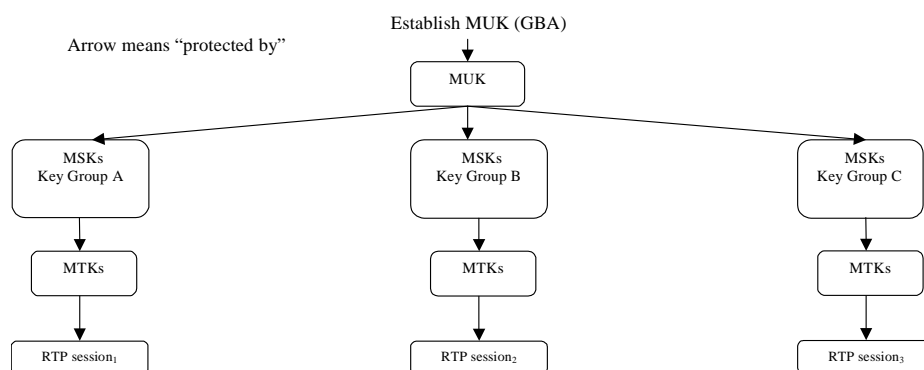 Establish MUK (GBA)
Arrow means “protected by”
MUK
MSKs
Key Group A
MSKs
Key Group B
MSKs
Key Group C
MTKs
MTKs
MTKs
RTP session₁
RTP session₂
RTP session₃